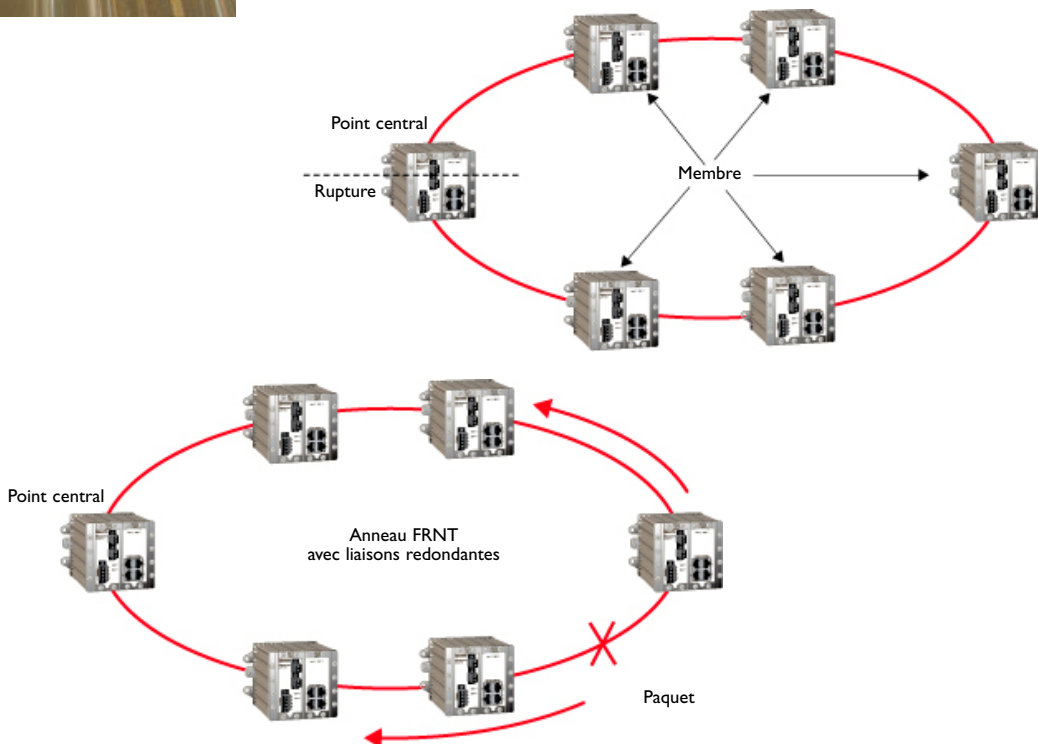 Point central
Rupture
Membre
Point central
Anneau FRNT
avec liaisons redondantes
Paquet